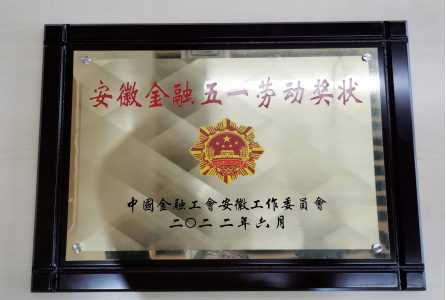 安徽金融五一劳动奖状
中國金融工會安徽工作委員會
二〇二二年六月